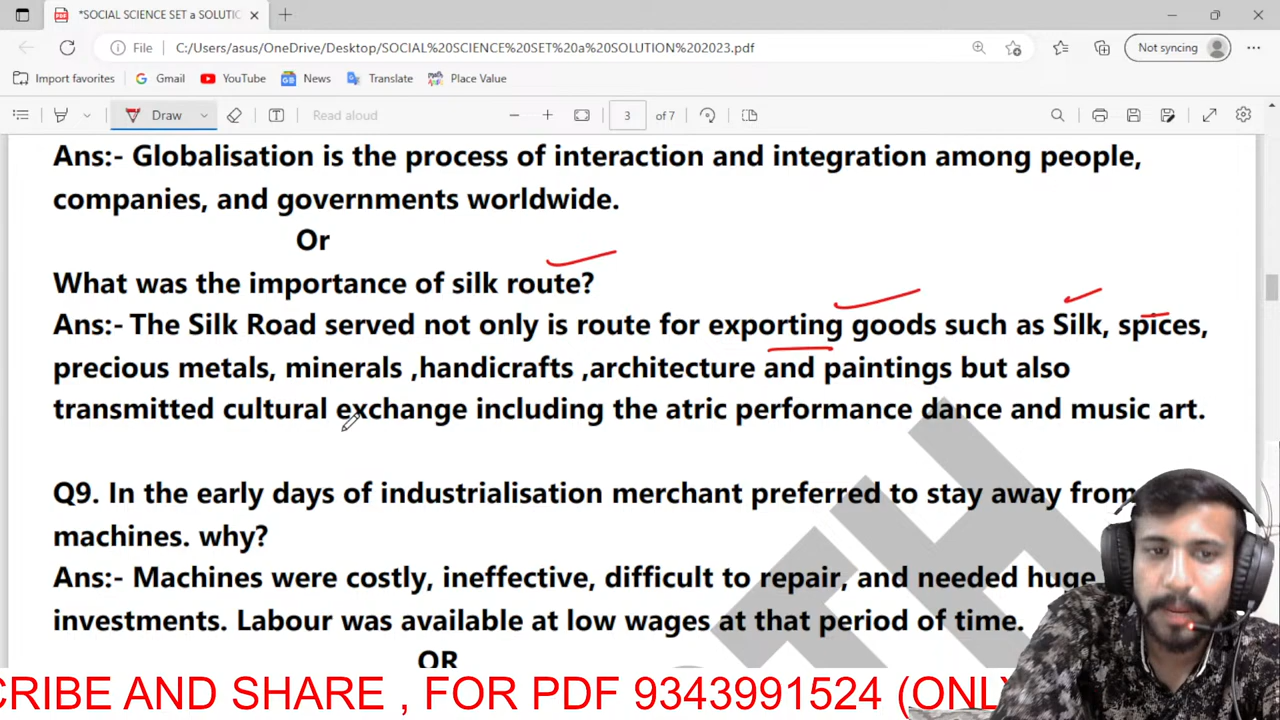 *SOCIAL SCIENCE SET a SOLUTIO
File C:/Users/asus/OneDrive/Desktop/SOCIAL%20SCIENCE%20SET%20a%20SOLUTION%202023.pdf Not syncing
Import favorites Gmail YouTube News Translate Place Value
Draw Read aloud 3 of 7
Ans:- Globalisation is the process of interaction and integration among people,
companies, and governments worldwide.
Or
What was the importance of silk route?
Ans:- The Silk Road served not only is route for exporting goods such as Silk, spices,
precious metals, minerals ,handicrafts ,architecture and paintings but also
transmitted cultural exchange including the atric performance dance and music art.
Q9. In the early days of industrialisation merchant preferred to stay away from
machines. why?
Ans:- Machines were costly, ineffective, difficult to repair, and needed huge
investments. Labour was available at low wages at that period of time.
OR
CRIBE AND SHARE , FOR PDF 9343991524 (ONL